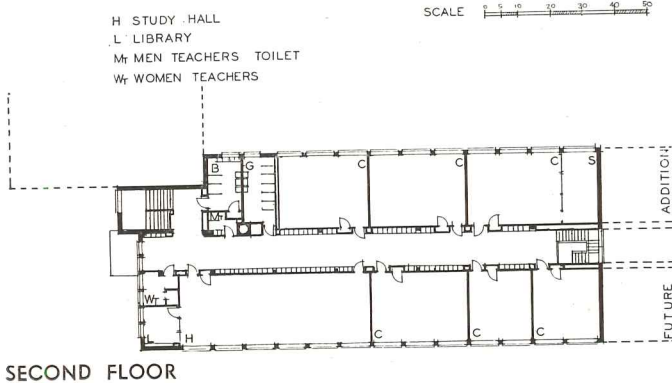 SCALE 0 5 10 20 30 40 50
H STUDY HALL
L LIBRARY
MT MEN TEACHERS TOILET
WT WOMEN TEACHERS
B G C C C S
MT
ADDITION
WT
L H C C C
FUTURE
SECOND FLOOR